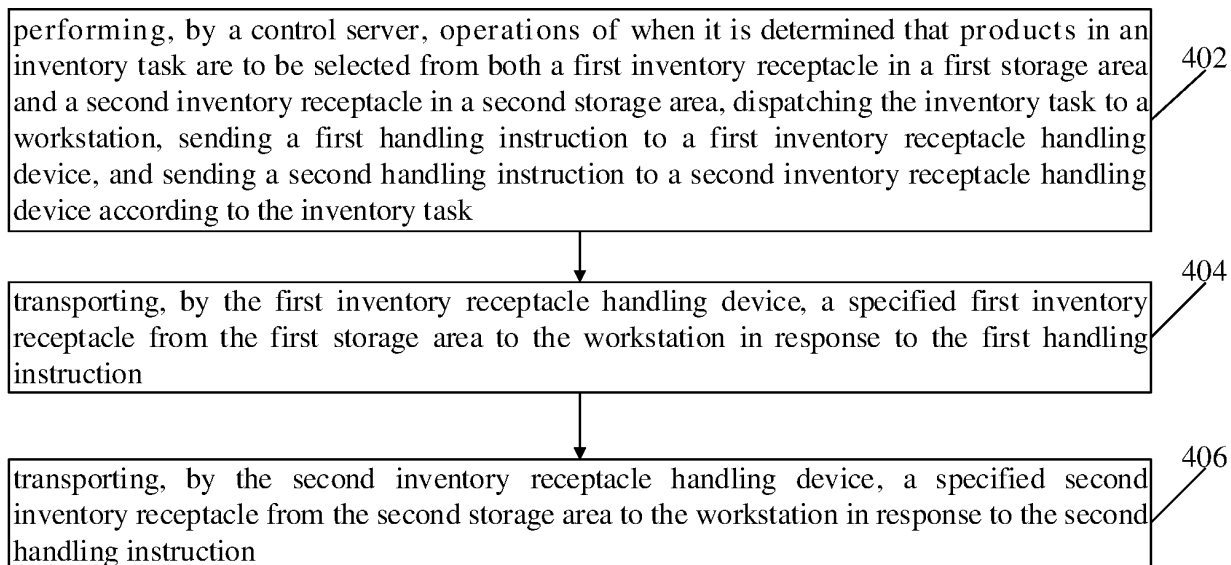 performing, by a control server, operations of when it is determined that products in an
inventory task are to be selected from both a first inventory receptacle in a first storage area
and a second inventory receptacle in a second storage area, dispatching the inventory task to a
workstation, sending a first handling instruction to a first inventory receptacle handling
device, and sending a second handling instruction to a second inventory receptacle handling
device according to the inventory task
402
transporting, by the first inventory receptacle handling device, a specified first inventory
receptacle from the first storage area to the workstation in response to the first handling
instruction
404
transporting, by the second inventory receptacle handling device, a specified second
inventory receptacle from the second storage area to the workstation in response to the second
handling instruction
406